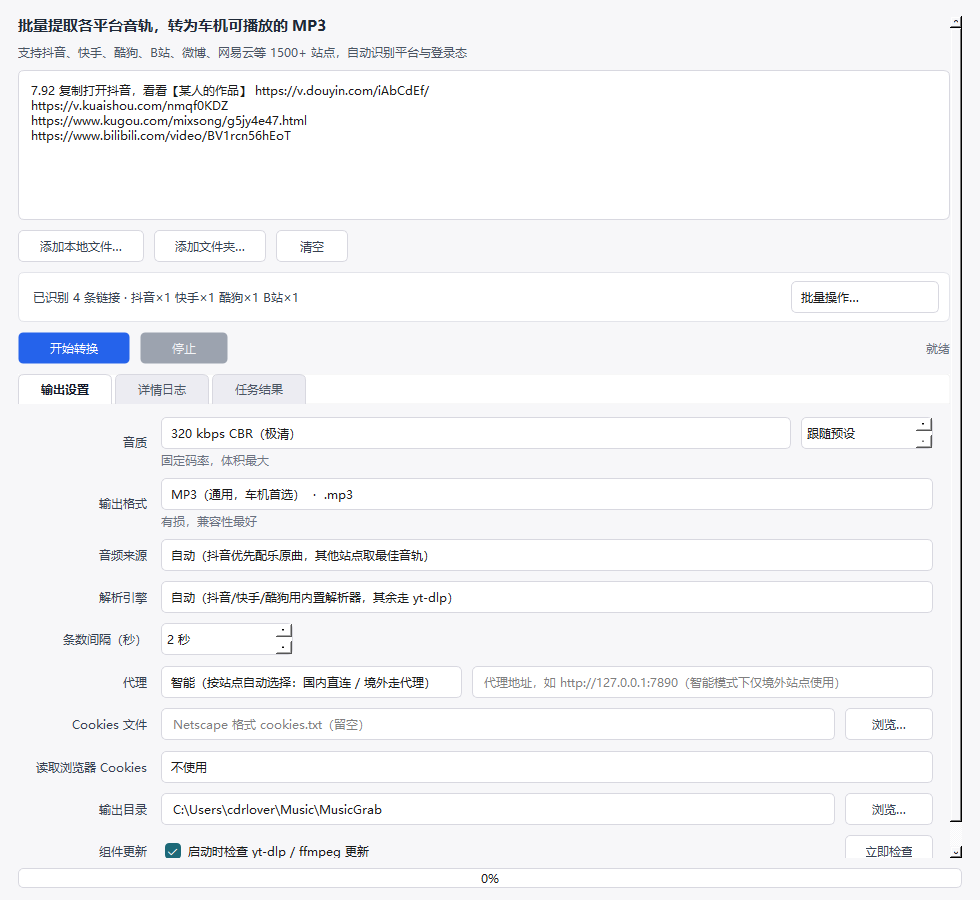 批量提取各平台音轨，转为车机可播放的 MP3
支持抖音、快手、酷狗、B站、微博、网易云等 1500+ 站点，自动识别平台与登录态
7.92 复制打开抖音，看看【某人的作品】 https://v.douyin.com/iAbCdEf/
https://v.kuaishou.com/nmqf0KDZ
https://www.kugou.com/mixsong/g5jy4e47.html
https://www.bilibili.com/video/BV1rcn56hEoT
添加本地文件... 添加文件夹... 清空
已识别 4 条链接 · 抖音×1 快手×1 酷狗×1 B站×1 批量操作...
开始转换 停止 就绪
输出设置 详情日志 任务结果
音质 320 kbps CBR（极清） 跟随预设
固定码率，体积最大
输出格式 MP3（通用，车机首选） · .mp3
有损，兼容性最好
音频来源 自动（抖音优先配乐原曲，其他站点取最佳音轨）
解析引擎 自动（抖音/快手/酷狗用内置解析器，其余走 yt-dlp）
条数间隔（秒） 2 秒
代理 智能（按站点自动选择：国内直连 / 境外走代理） 代理地址，如 http://127.0.0.1:7890（智能模式下仅境外站点使用）
Cookies 文件 Netscape 格式 cookies.txt（留空） 浏览...
读取浏览器 Cookies 不使用
输出目录 C:\Users\cdrlover\Music\MusicGrab 浏览...
组件更新 启动时检查 yt-dlp / ffmpeg 更新 立即检查
0%